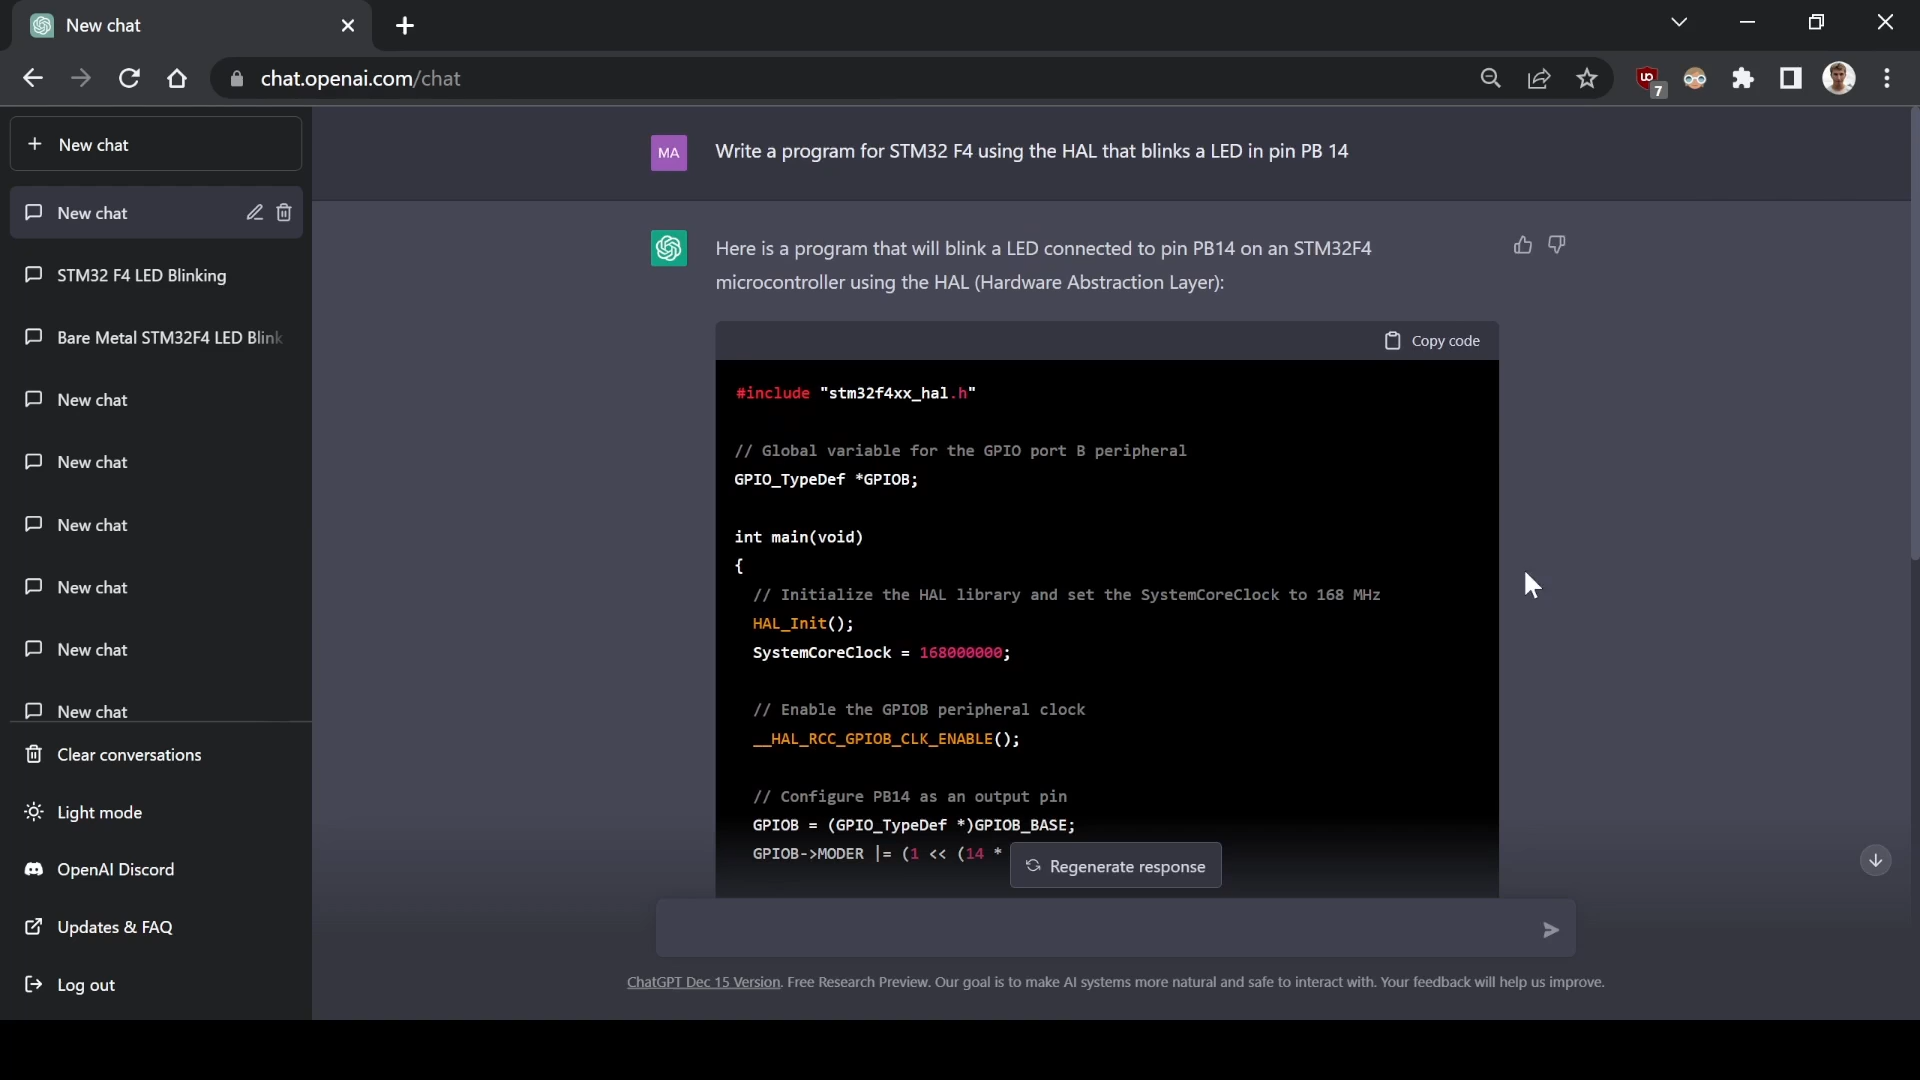 New chat
chat.openai.com/chat
7
New chat
New chat
STM32 F4 LED Blinking
Bare Metal STM32F4 LED Blink
New chat
New chat
New chat
New chat
New chat
New chat
Clear conversations
Light mode
OpenAI Discord
Updates & FAQ
Log out
MA
Write a program for STM32 F4 using the HAL that blinks a LED in pin PB 14
Here is a program that will blink a LED connected to pin PB14 on an STM32F4
microcontroller using the HAL (Hardware Abstraction Layer):
Copy code
#include "stm32f4xx_hal.h"
// Global variable for the GPIO port B peripheral
GPIO_TypeDef *GPIOB;
int main(void)
{
// Initialize the HAL library and set the SystemCoreClock to 168 MHz
HAL_Init();
SystemCoreClock = 168000000;
// Enable the GPIOB peripheral clock
__HAL_RCC_GPIOB_CLK_ENABLE();
// Configure PB14 as an output pin
GPIOB = (GPIO_TypeDef *)GPIOB_BASE;
GPIOB->MODER |= (1 << (14 *
Regenerate response
ChatGPT Dec 15 Version. Free Research Preview. Our goal is to make AI systems more natural and safe to interact with. Your feedback will help us improve.